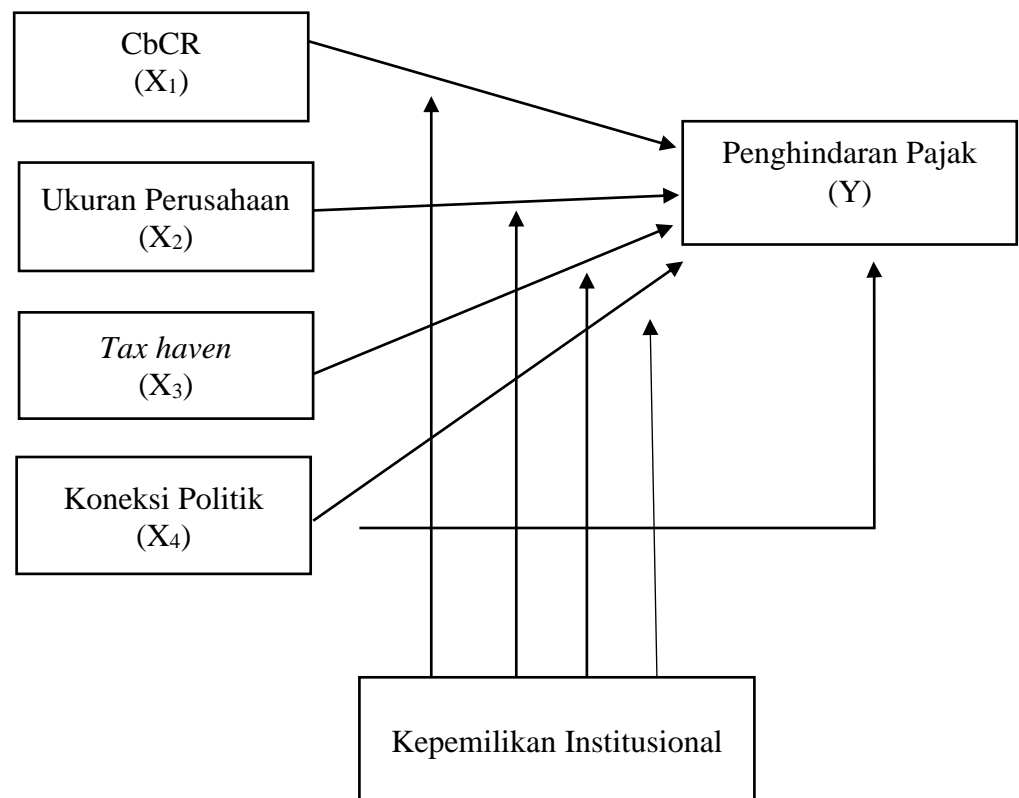 CbCR
(X₁)
Penghindaran Pajak
(Y)
Ukuran Perusahaan
(X₂)
Tax haven
(X₃)
Koneksi Politik
(X₄)
Kepemilikan Institusional